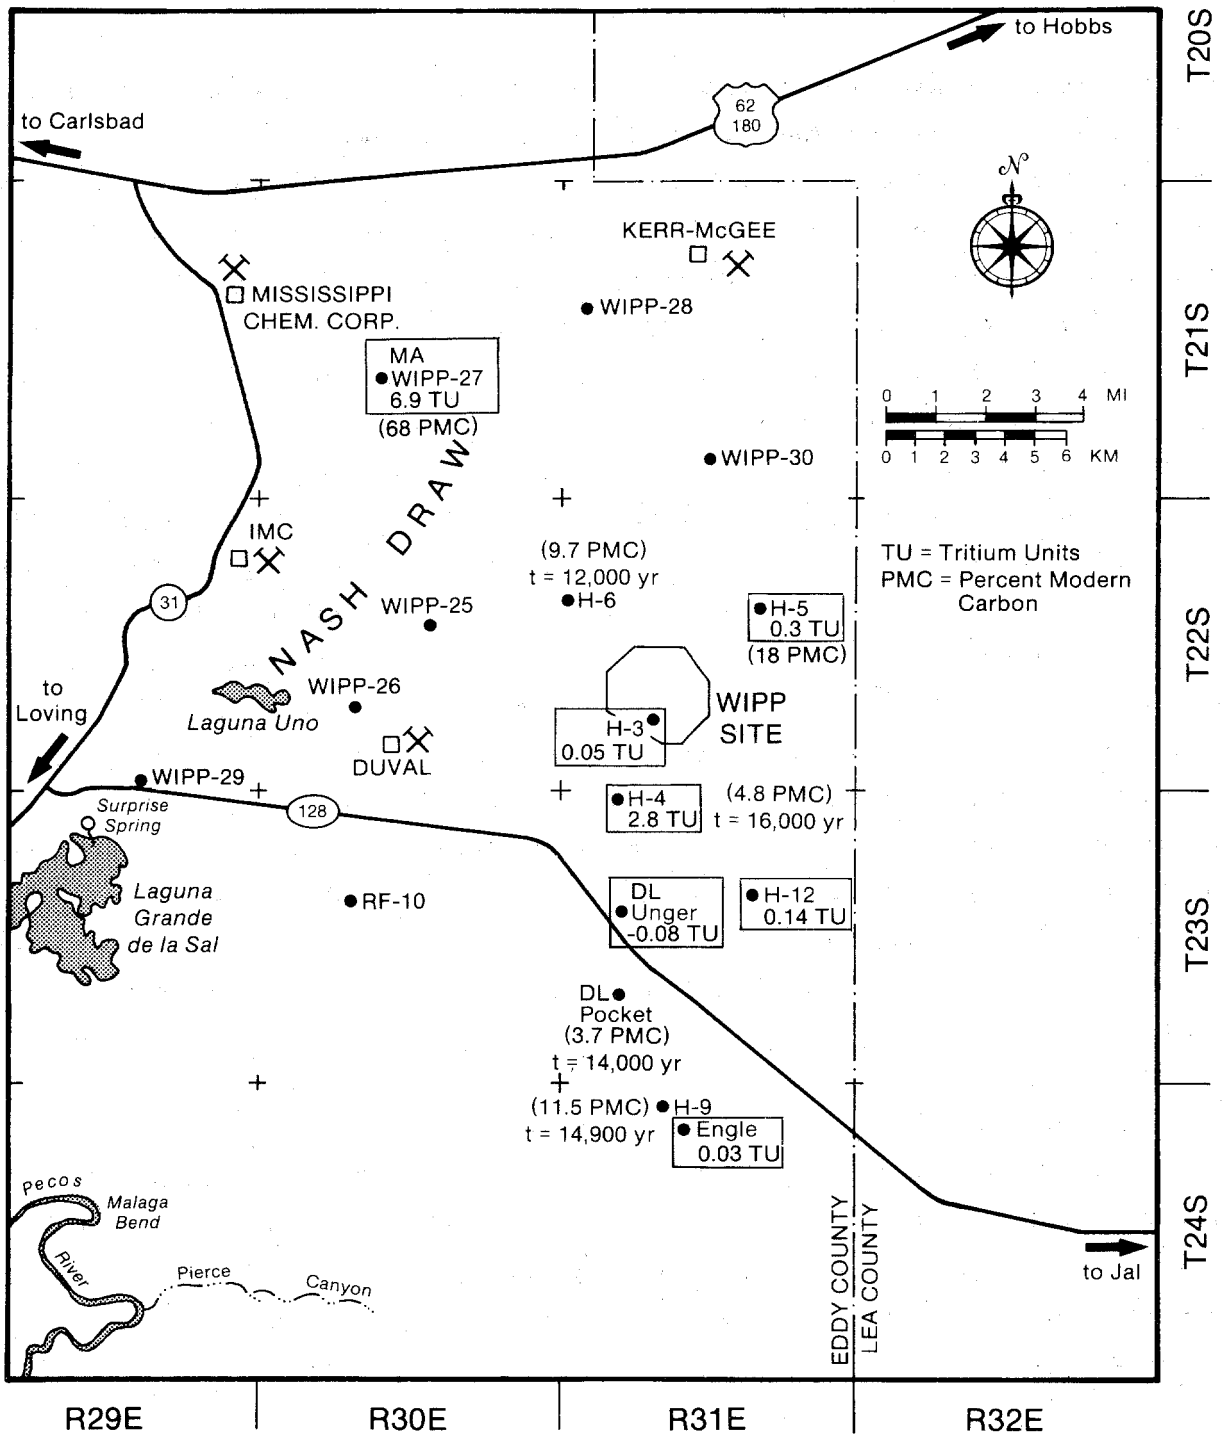 to Hobbs
T20S
62
180
to Carlsbad
N
KERR-McGEE
MISSISSIPPI
CHEM. CORP.
WIPP-28
T21S
MA
WIPP-27
6.9 TU
(68 PMC)
0 1 2 3 4 MI
0 1 2 3 4 5 6 KM
WIPP-30
NASH DRAW
IMC
(9.7 PMC)
t = 12,000 yr
H-6
TU = Tritium Units
PMC = Percent Modern
Carbon
31
WIPP-25
H-5
0.3 TU
(18 PMC)
T22S
to
Loving
WIPP-26
Laguna Uno
WIPP
SITE
H-3
0.05 TU
DUVAL
WIPP-29
Surprise
Spring
128
H-4
2.8 TU
(4.8 PMC)
t = 16,000 yr
Laguna
Grande
de la Sal
RF-10
DL
Unger
-0.08 TU
H-12
0.14 TU
T23S
DL
Pocket
(3.7 PMC)
t = 14,000 yr
(11.5 PMC)
t = 14,900 yr
H-9
Engle
0.03 TU
Pecos
River
Malaga
Bend
Pierce Canyon
EDDY COUNTY
LEA COUNTY
T24S
to Jal
R29E R30E R31E R32E